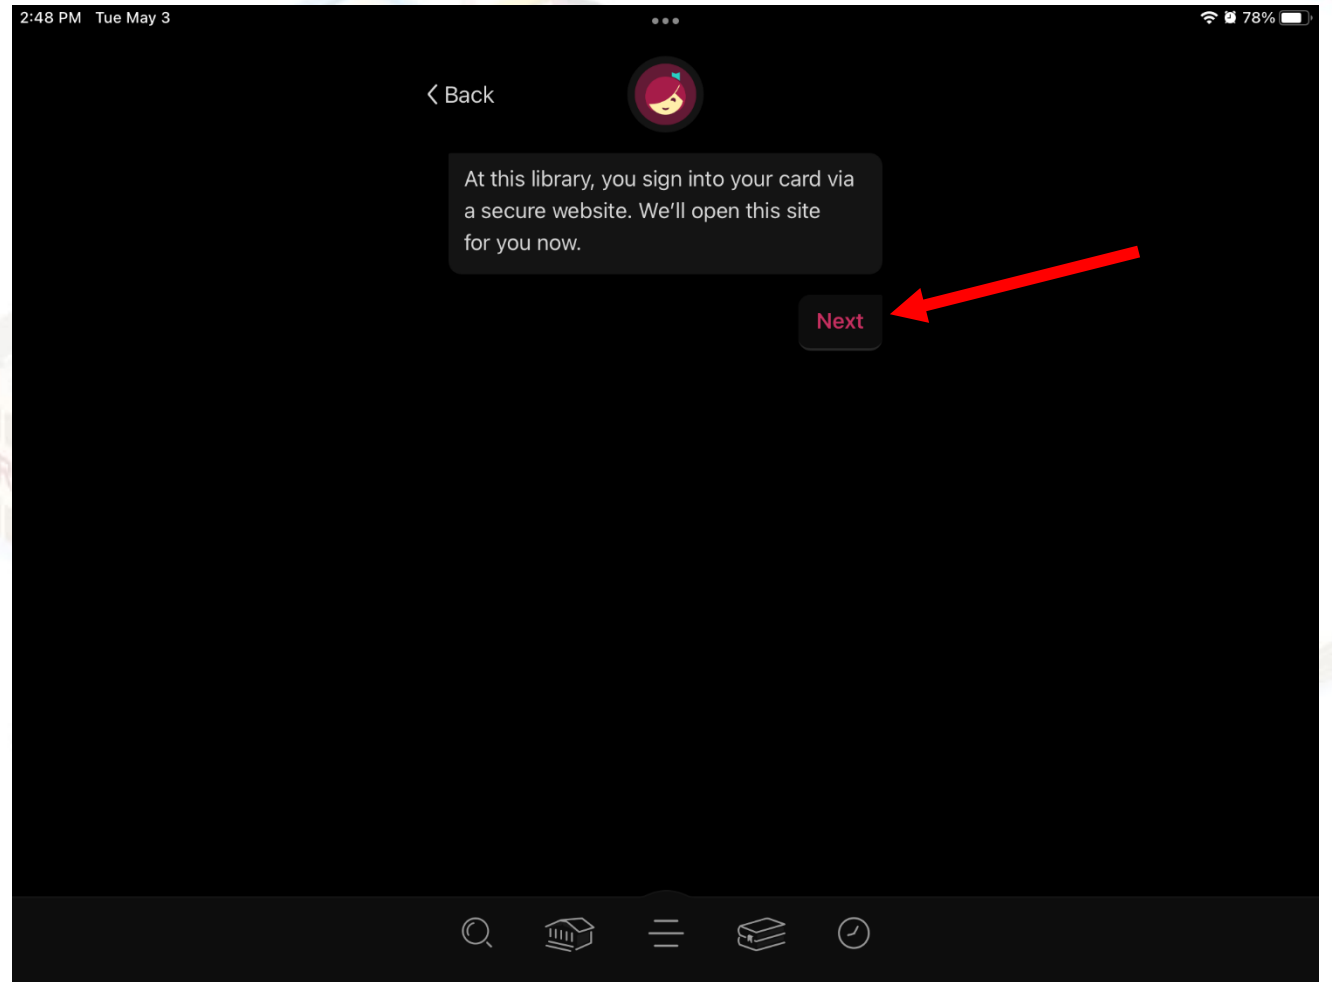 2:48 PM Tue May 3
78%
Back
At this library, you sign into your card via
a secure website. We’ll open this site
for you now.
Next